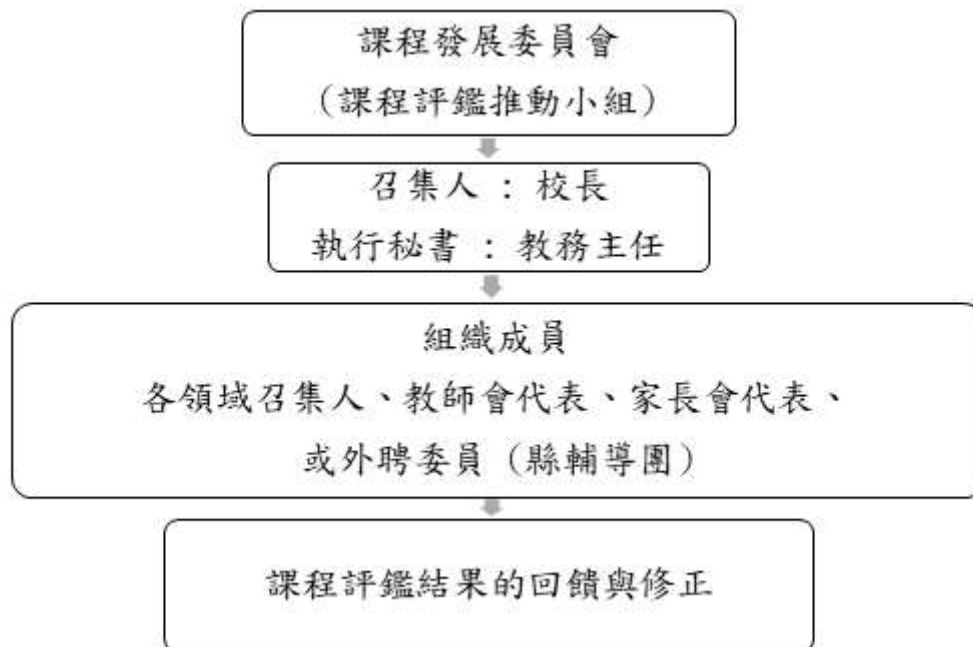 課程發展委員會
（課程評鑑推動小組）
召集人 : 校長
執行秘書 : 教務主任
組織成員
各領域召集人、教師會代表、家長會代表、
或外聘委員（縣輔導團）
課程評鑑結果的回饋與修正